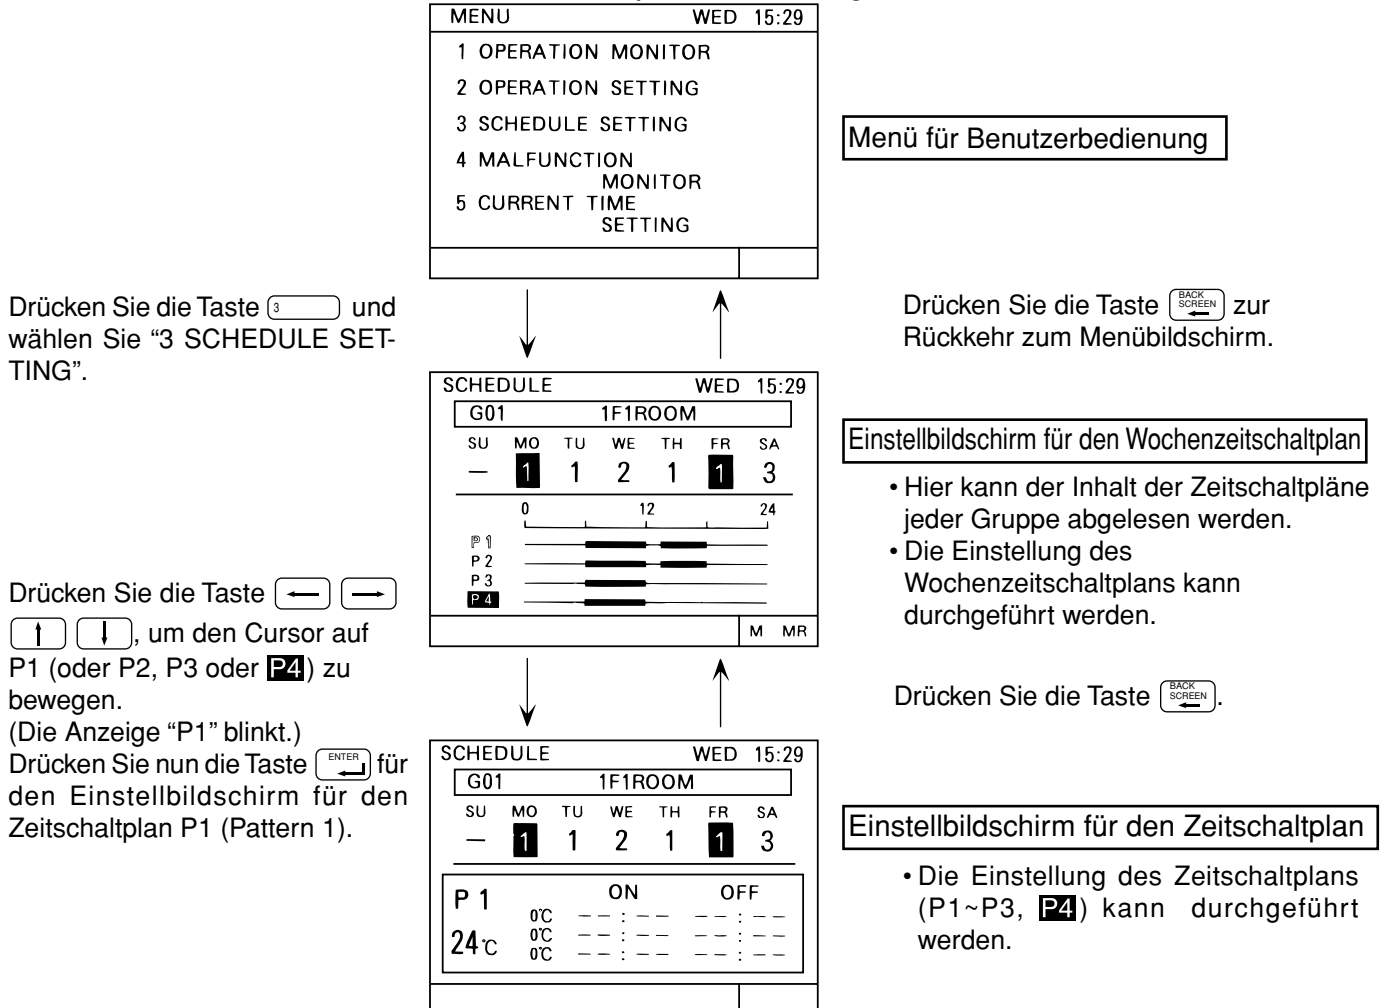 MENU WED 15:29
1 OPERATION MONITOR
2 OPERATION SETTING
3 SCHEDULE SETTING
4 MALFUNCTION
MONITOR
5 CURRENT TIME
SETTING
Menü für Benutzerbedienung
Drücken Sie die Taste 3 und
wählen Sie “3 SCHEDULE SET-
TING”.
Drücken Sie die Taste BACK SCREEN ← zur
Rückkehr zum Menübildschirm.
SCHEDULE WED 15:29
G01 1F1ROOM
SU MO TU WE TH FR SA
— 1 1 2 1 1 3
0 12 24
P 1
P 2
P 3
P 4
M MR
Einstellbildschirm für den Wochenzeitschaltplan
• Hier kann der Inhalt der Zeitschaltpläne
jeder Gruppe abgelesen werden.
• Die Einstellung des
Wochenzeitschaltplans kann
durchgeführt werden.
Drücken Sie die Taste ← →
↑ ↓, um den Cursor auf
P1 (oder P2, P3 oder P4) zu
bewegen.
(Die Anzeige “P1” blinkt.)
Drücken Sie nun die Taste ENTER ↵ für
den Einstellbildschirm für den
Zeitschaltplan P1 (Pattern 1).
Drücken Sie die Taste BACK SCREEN ←.
SCHEDULE WED 15:29
G01 1F1ROOM
SU MO TU WE TH FR SA
— 1 1 2 1 1 3
P 1 ON OFF
0°C – – : – – – – : – –
24°C 0°C – – : – – – – : – –
0°C – – : – – – – : – –
Einstellbildschirm für den Zeitschaltplan
• Die Einstellung des Zeitschaltplans
(P1~P3, P4) kann durchgeführt
werden.